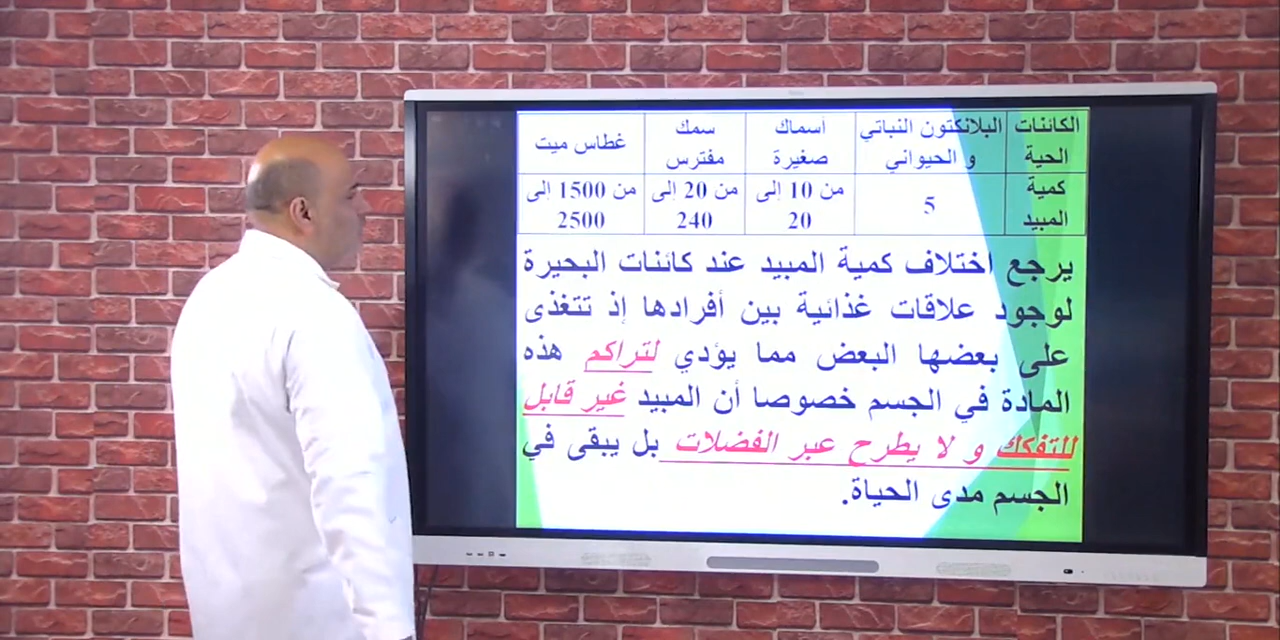 الكائنات الحية | البلانكتون النباتي و الحيواني | أسماك صغيرة | سمك مفترس | غطاس ميت
كمية المبيد | 5 | من 10 إلى 20 | من 20 إلى 240 | من 1500 إلى 2500
يرجع اختلاف كمية المبيد عند كائنات البحيرة
لوجود علاقات غذائية بين أفرادها إذ تتغذى
على بعضها البعض مما يؤدي لتراكم هذه
المادة في الجسم خصوصا أن المبيد غير قابل
للتفكك و لا يطرح عبر الفضلات بل يبقى في
الجسم مدى الحياة.